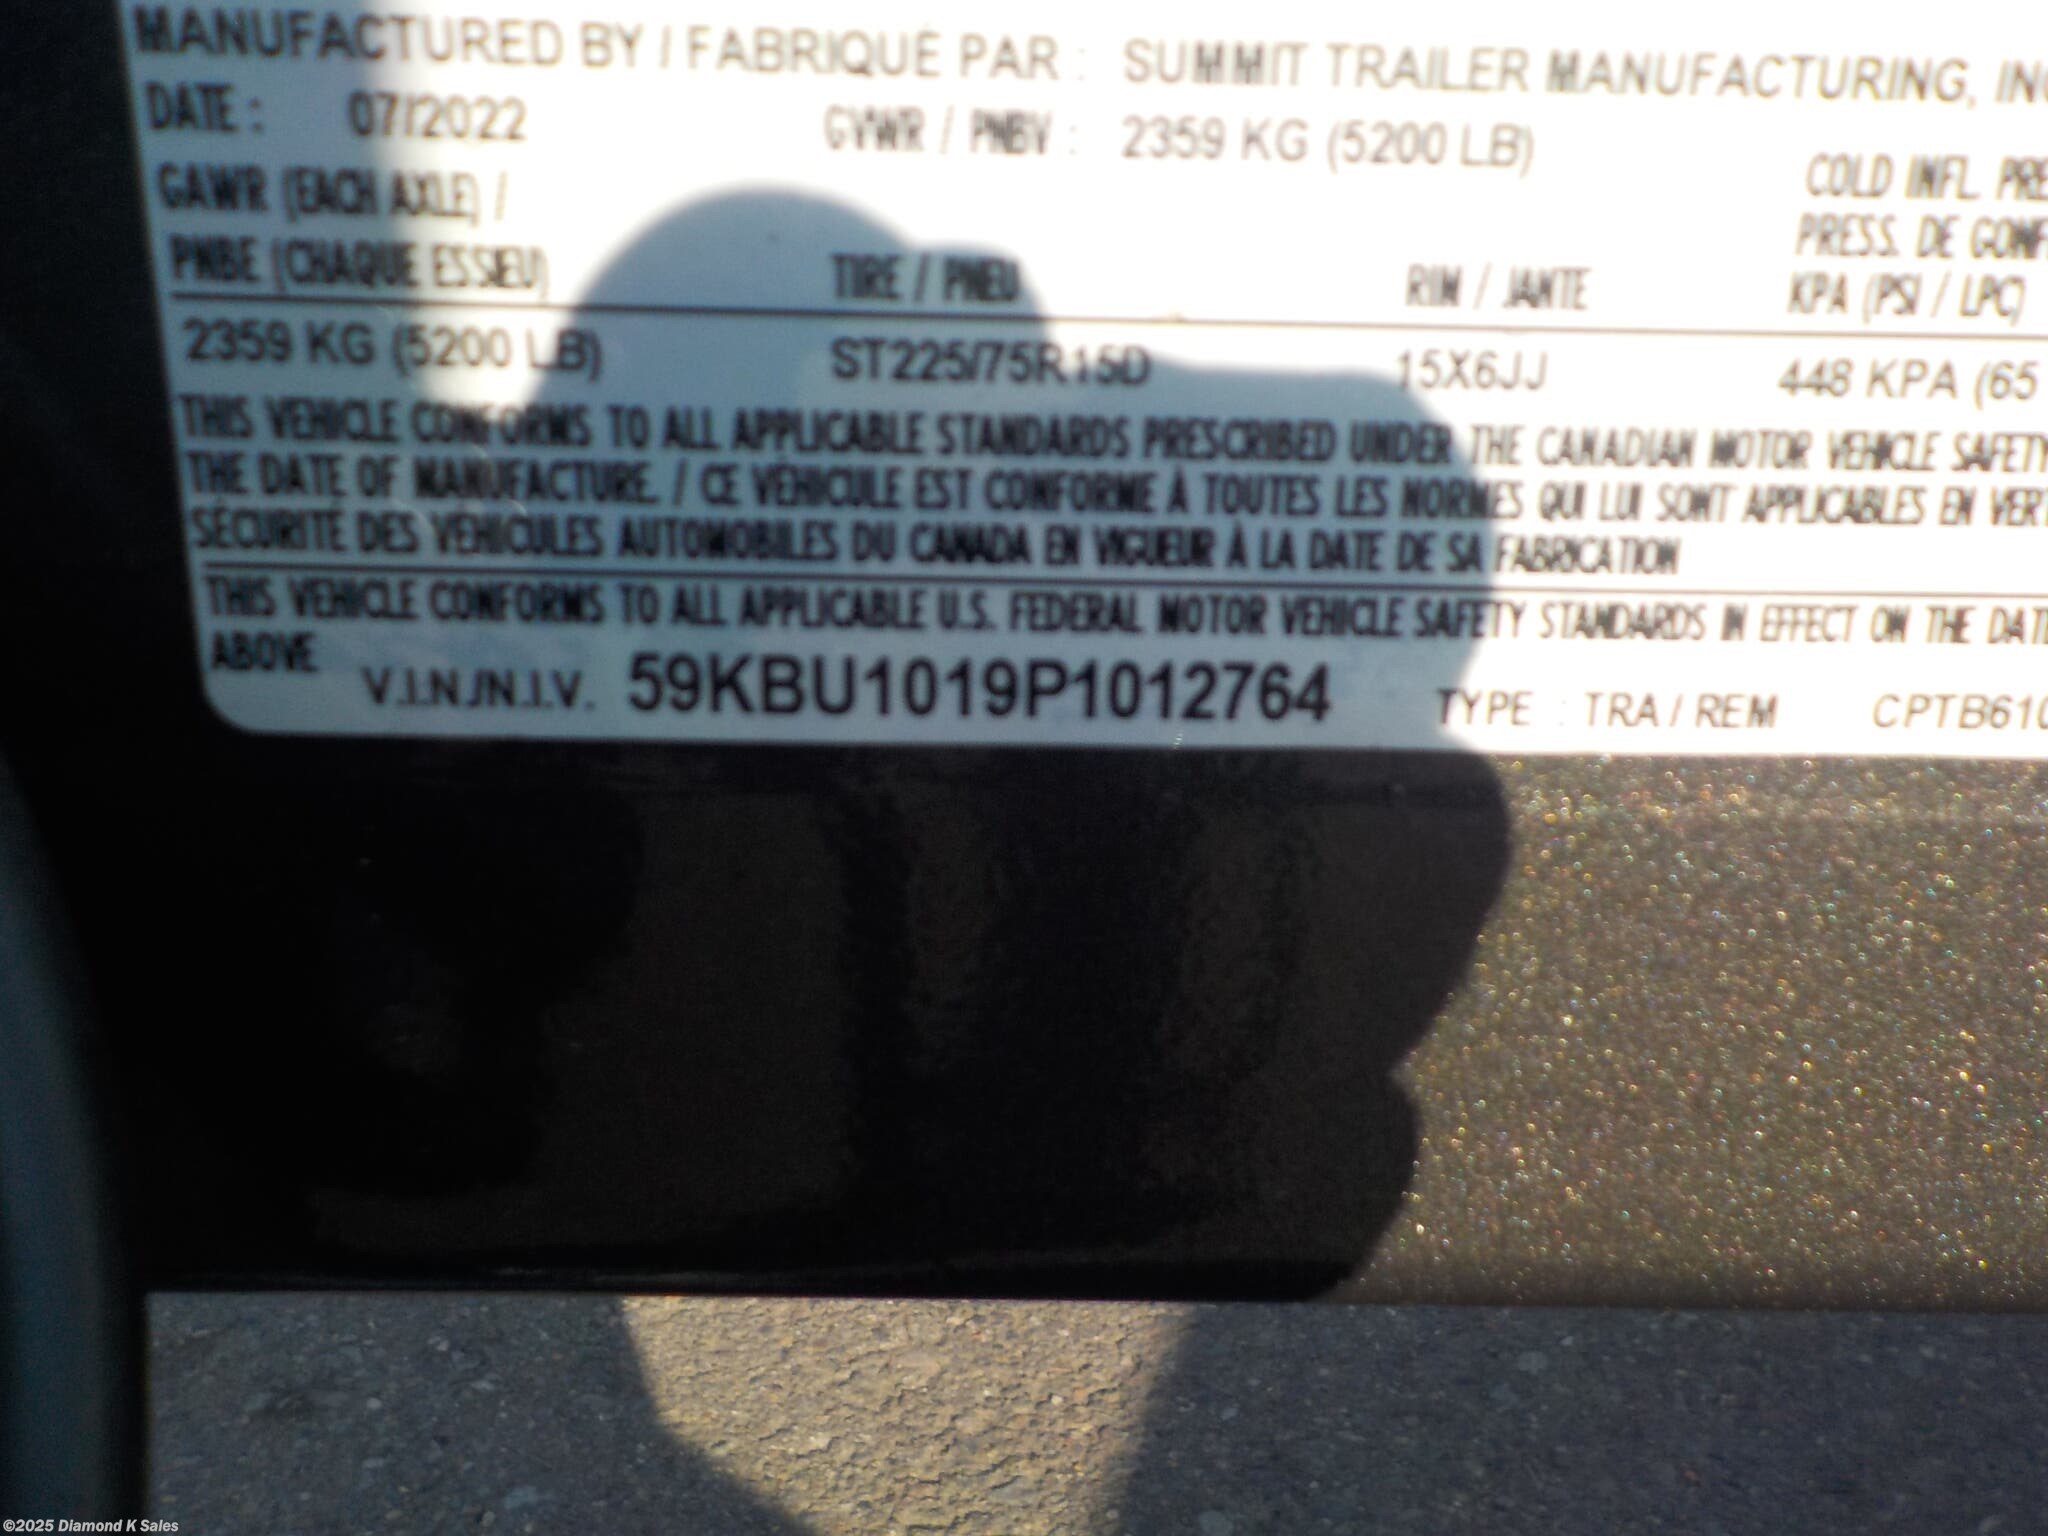 MANUFACTURED BY / FABRIQUÉ PAR : SUMMIT TRAILER MANUFACTURING, INC
DATE : 07/2022 GVWR / PNBV : 2359 KG (5200 LB)
GAWR (EACH AXLE) / COLD INFL. PRE
PNBE (CHAQUE ESSIEU) TIRE / PNEU RIM / JANTE PRESS. DE GONF
KPA (PSI / LPC)
2359 KG (5200 LB) ST225/75R15D 15X6JJ 448 KPA (65
THIS VEHICLE CONFORMS TO ALL APPLICABLE STANDARDS PRESCRIBED UNDER THE CANADIAN MOTOR VEHICLE SAFETY
THE DATE OF MANUFACTURE. / CE VÉHICULE EST CONFORME À TOUTES LES NORMES QUI LUI SONT APPLICABLES EN VERT
SÉCURITÉ DES VÉHICULES AUTOMOBILES DU CANADA EN VIGUEUR À LA DATE DE SA FABRICATION
THIS VEHICLE CONFORMS TO ALL APPLICABLE U.S. FEDERAL MOTOR VEHICLE SAFETY STANDARDS IN EFFECT ON THE DATE
ABOVE
V.I.N./N.I.V. 59KBU1019P1012764 TYPE : TRA / REM CPTB610
©2025 Diamond K Sales